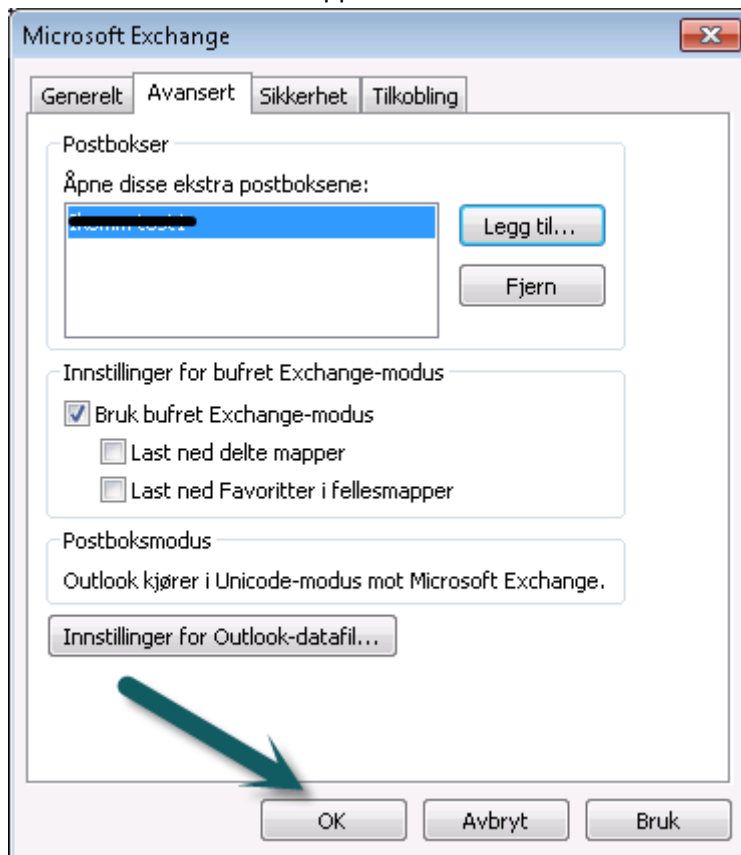 Microsoft Exchange
Generelt Avansert Sikkerhet Tilkobling
Postbokser
Åpne disse ekstra postboksene:
Legg til...
Fjern
Innstillinger for bufret Exchange-modus
Bruk bufret Exchange-modus
Last ned delte mapper
Last ned Favoritter i fellesmapper
Postboksmodus
Outlook kjører i Unicode-modus mot Microsoft Exchange.
Innstillinger for Outlook-datafil...
OK Avbryt Bruk